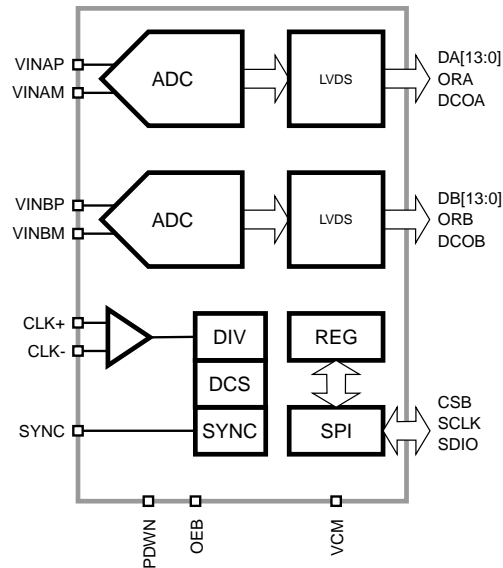 VINAP
VINAM
ADC
LVDS
DA[13:0]
ORA
DCOA
VINBP
VINBM
ADC
LVDS
DB[13:0]
ORB
DCOB
CLK+
CLK-
DIV
REG
DCS
SYNC
SYNC
SPI
CSB
SCLK
SDIO
PDWN
OEB
VCM